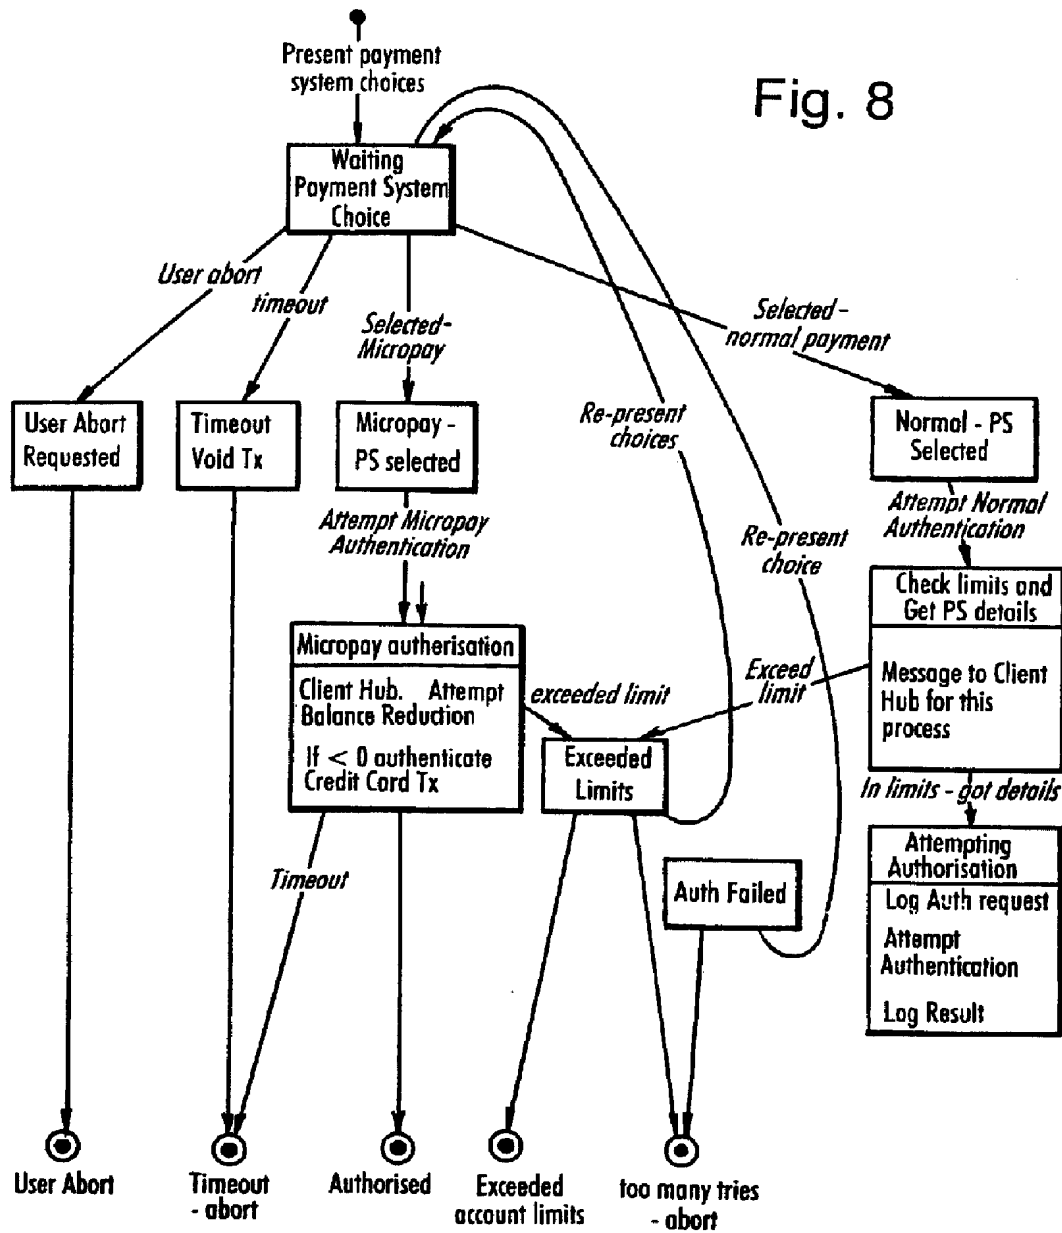 Present payment
system choices
Fig. 8
Waiting
Payment System
Choice
User abort
timeout
Selected-
Micropay
Selected-
normal payment
User Abort
Requested
Timeout
Void Tx
Micropay -
PS selected
Re-present
choices
Normal - PS
Selected
Attempt Micropay
Authentication
Re-present
choice
Attempt Normal
Authentication
Check limits and
Get PS details
Message to Client
Hub for this
process
Micropay autherisation
Client Hub. Attempt
Balance Reduction
If < 0 authenticate
Credit Card Tx
exceeded limit
Exceed
limit
Exceeded
Limits
In limits - got details
Attempting
Authorisation
Log Auth request
Attempt
Authentication
Log Result
Timeout
Auth Failed
User Abort
Timeout
- abort
Authorised
Exceeded
account limits
too many tries
- abort